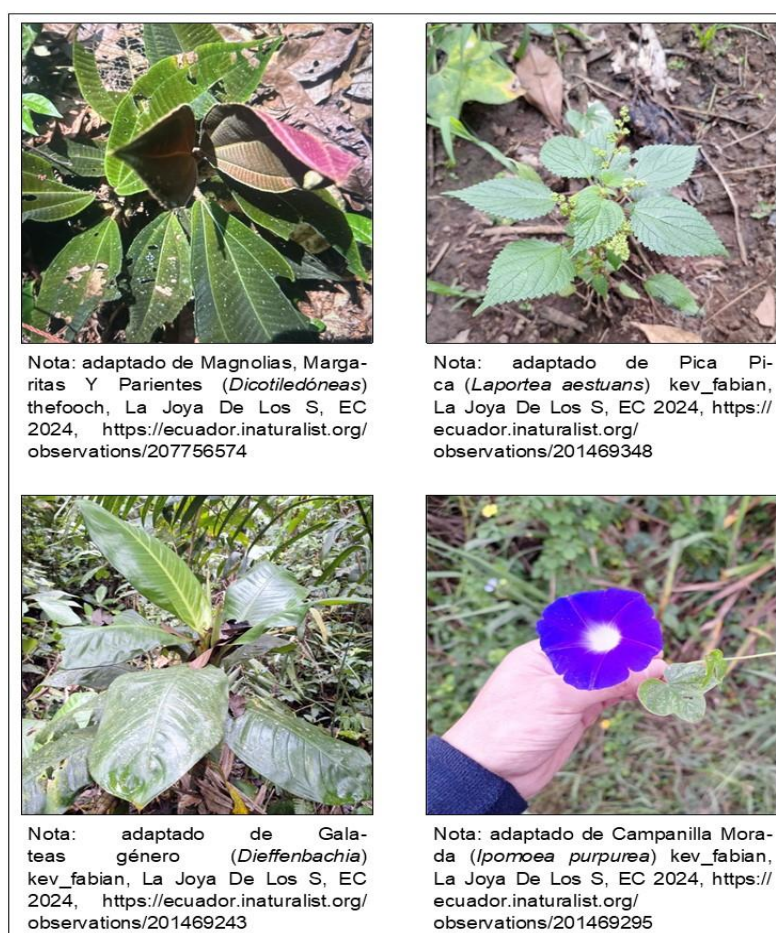 Nota: adaptado de Magnolias, Marga-
ritas Y Parientes (Dicotiledóneas)
thefooch, La Joya De Los S, EC
2024, https://ecuador.inaturalist.org/
observations/207756574
Nota: adaptado de Pica Pi-
ca (Laportea aestuans) kev_fabian,
La Joya De Los S, EC 2024, https://
ecuador.inaturalist.org/
observations/201469348
Nota: adaptado de Gala-
teas género (Dieffenbachia)
kev_fabian, La Joya De Los S, EC
2024, https://ecuador.inaturalist.org/
observations/201469243
Nota: adaptado de Campanilla Mora-
da (Ipomoea purpurea) kev_fabian,
La Joya De Los S, EC 2024, https://
ecuador.inaturalist.org/
observations/201469295